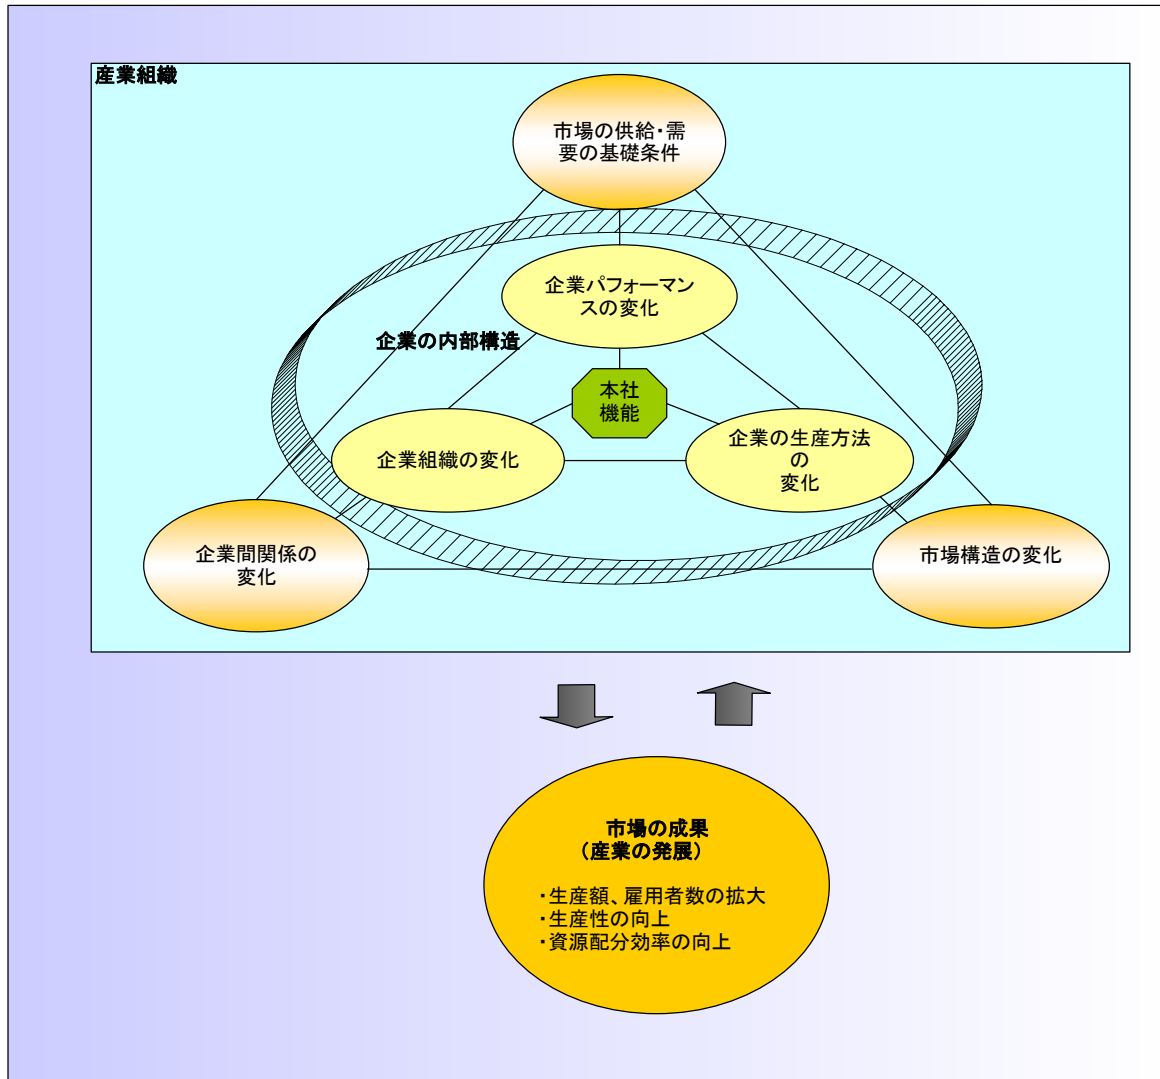 産業組織
市場の供給・需
要の基礎条件
企業パフォーマン
スの変化
企業の内部構造
本社
機能
企業組織の変化
企業の生産方法
の
変化
企業間関係の
変化
市場構造の変化
市場の成果
（産業の発展）
・生産額、雇用者数の拡大
・生産性の向上
・資源配分効率の向上